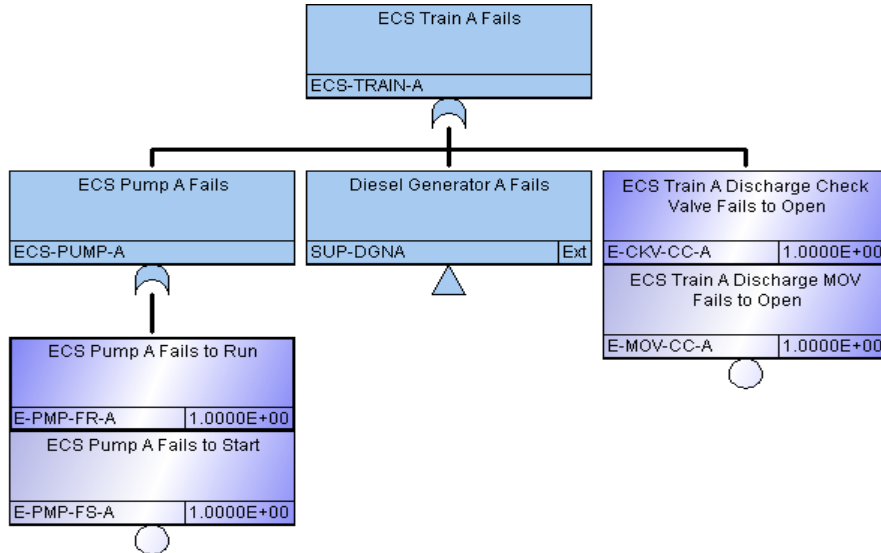 ECS Train A Fails
ECS-TRAIN-A
ECS Pump A Fails
ECS-PUMP-A
Diesel Generator A Fails
SUP-DGNA Ext
ECS Train A Discharge Check
Valve Fails to Open
E-CKV-CC-A 1.0000E+00
ECS Train A Discharge MOV
Fails to Open
E-MOV-CC-A 1.0000E+00
ECS Pump A Fails to Run
E-PMP-FR-A 1.0000E+00
ECS Pump A Fails to Start
E-PMP-FS-A 1.0000E+00